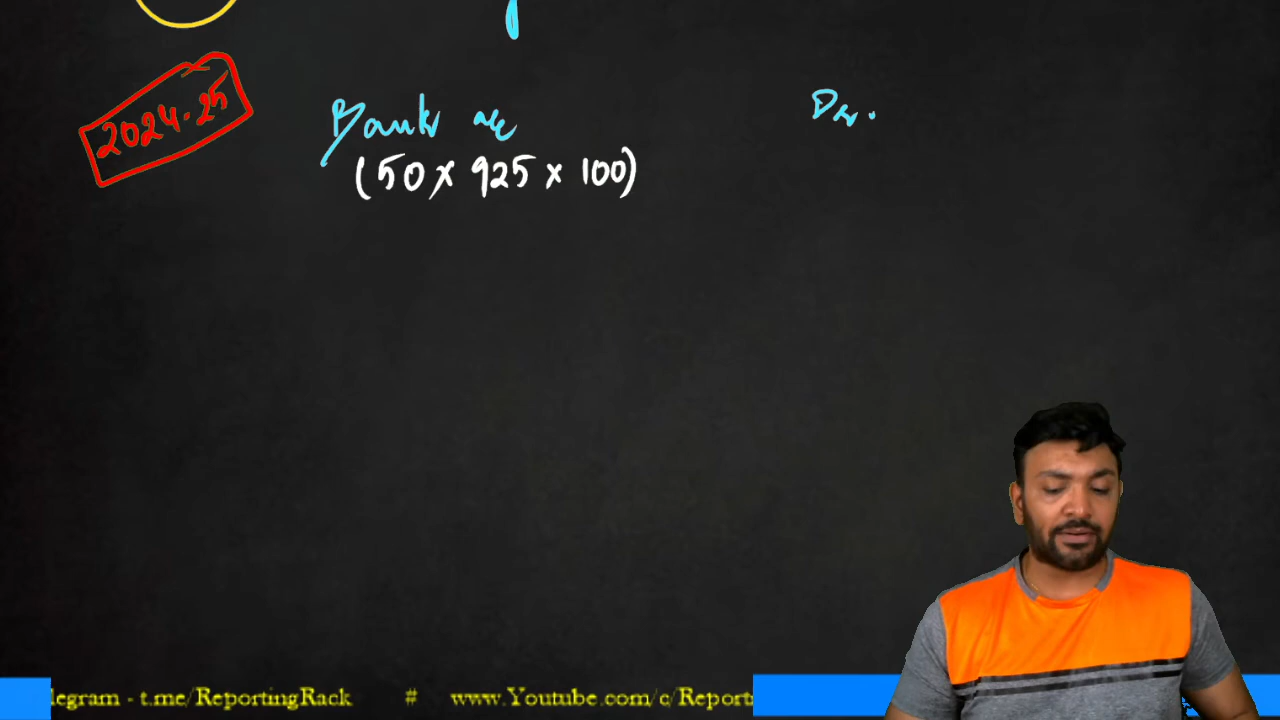 2024-25
Bank a/c Dr.
(50 x 925 x 100)
legram - t.me/ReportingRack # www.Youtube.com/c/Report